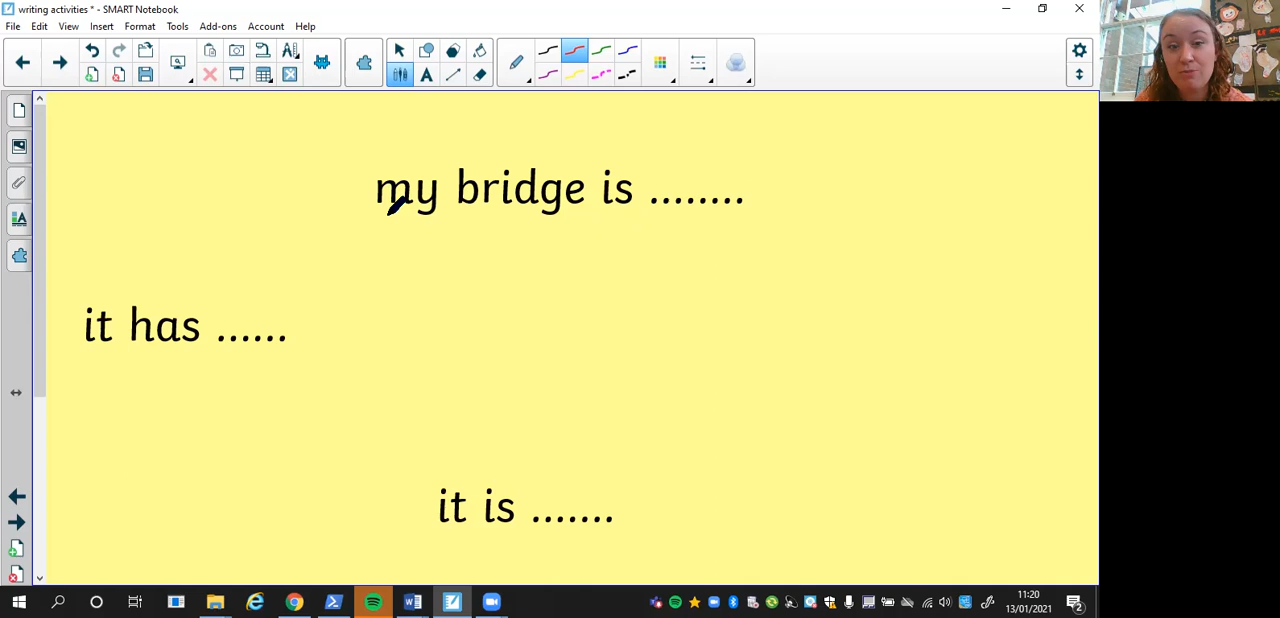 writing activities * - SMART Notebook
File Edit View Insert Format Tools Add-ons Account Help
my bridge is ........
it has ......
it is .......
11:20
13/01/2021